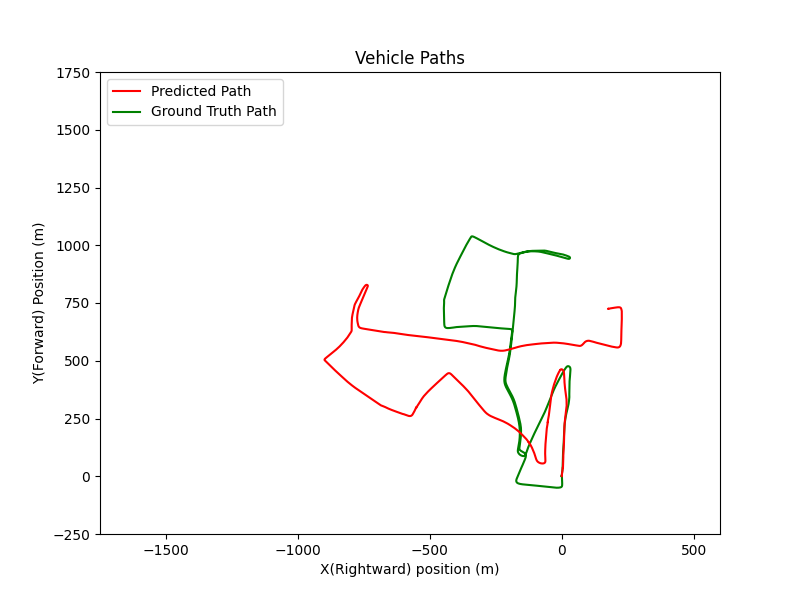 Vehicle Paths
Predicted Path
Ground Truth Path
1750
1500
1250
1000
750
500
250
0
−250
Y(Forward) Position (m)
−1500
−1000
−500
0
500
X(Rightward) position (m)